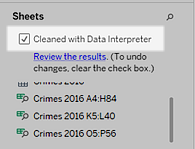 Sheets
Cleaned with Data Interpreter
Review the results. (To undo
changes, clear the check box.)
Crimes 2016 A4:H84
Crimes 2016 K5:L40
Crimes 2016 O5:P56